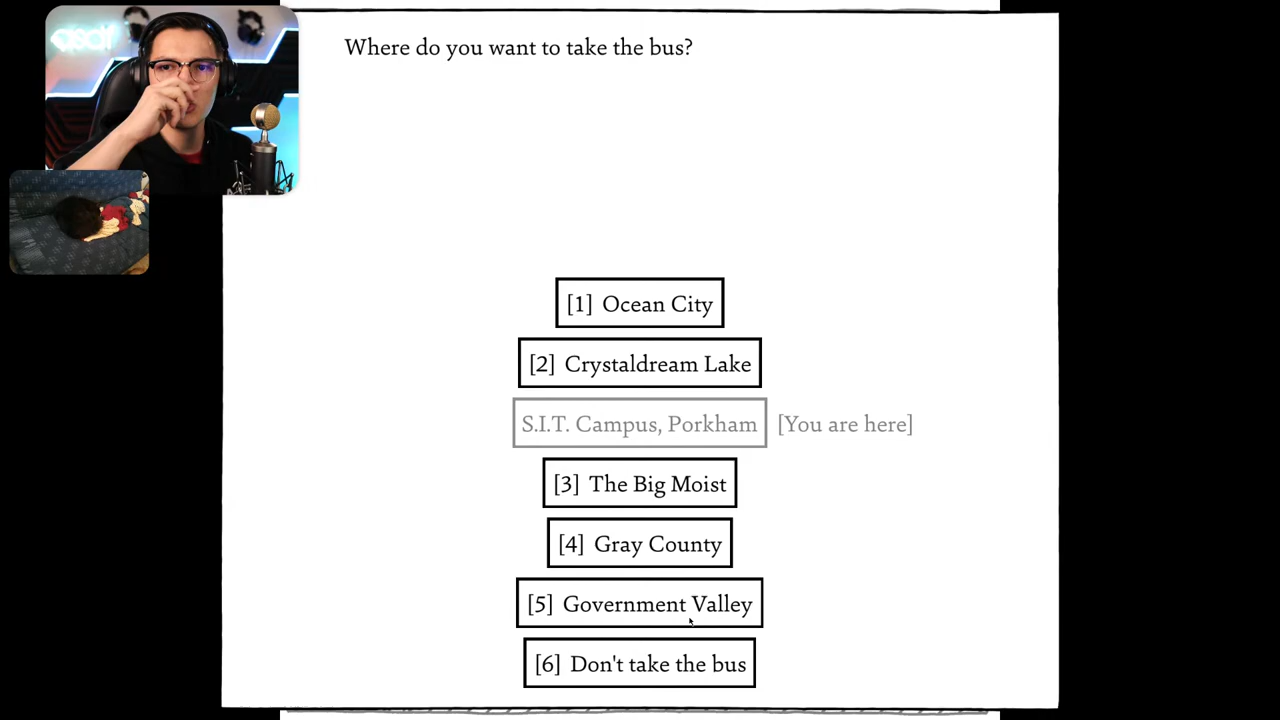 asdf
Where do you want to take the bus?
[1] Ocean City
[2] Crystaldream Lake
S.I.T. Campus, Porkham [You are here]
[3] The Big Moist
[4] Gray County
[5] Government Valley
[6] Don't take the bus